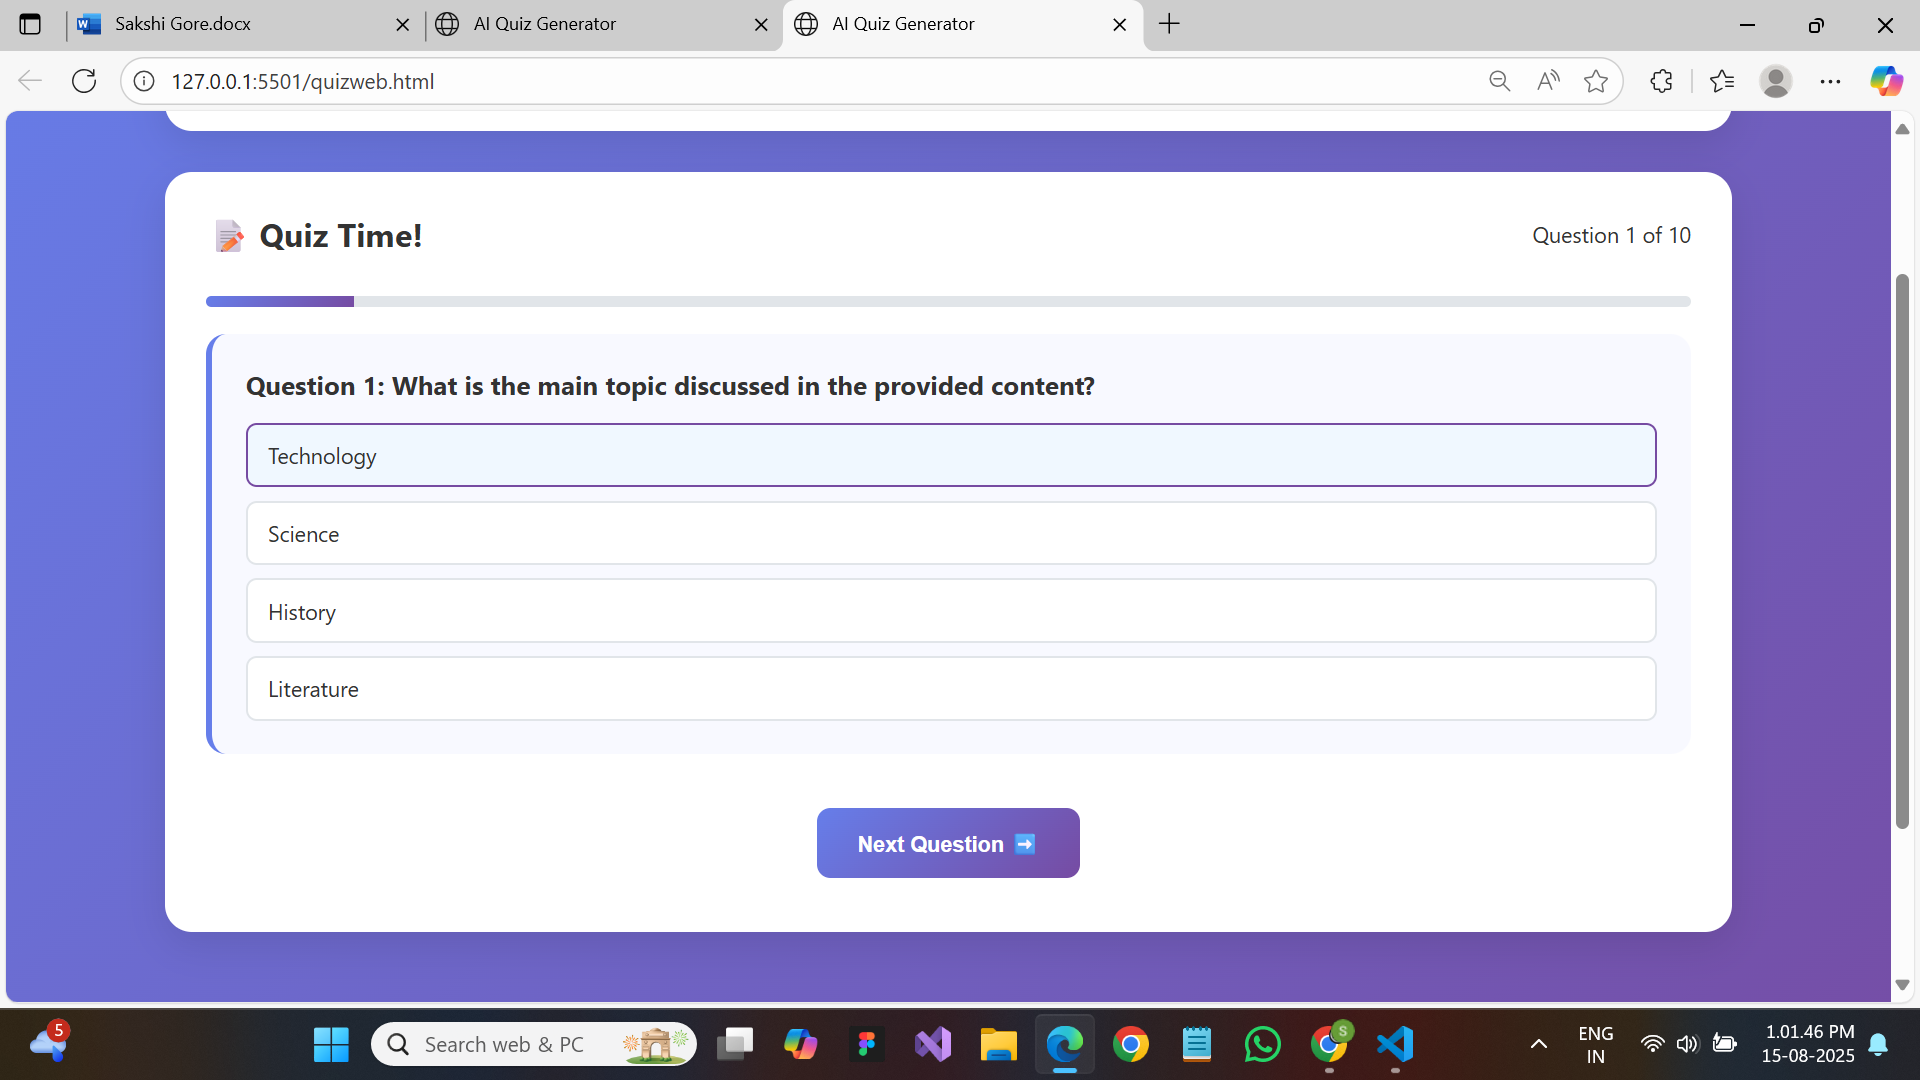 Sakshi Gore.docx
AI Quiz Generator
AI Quiz Generator
127.0.0.1:5501/quizweb.html
Quiz Time!
Question 1 of 10
Question 1: What is the main topic discussed in the provided content?
Technology
Science
History
Literature
Next Question
5
Search web & PC
S
ENG
IN
1.01.46 PM
15-08-2025